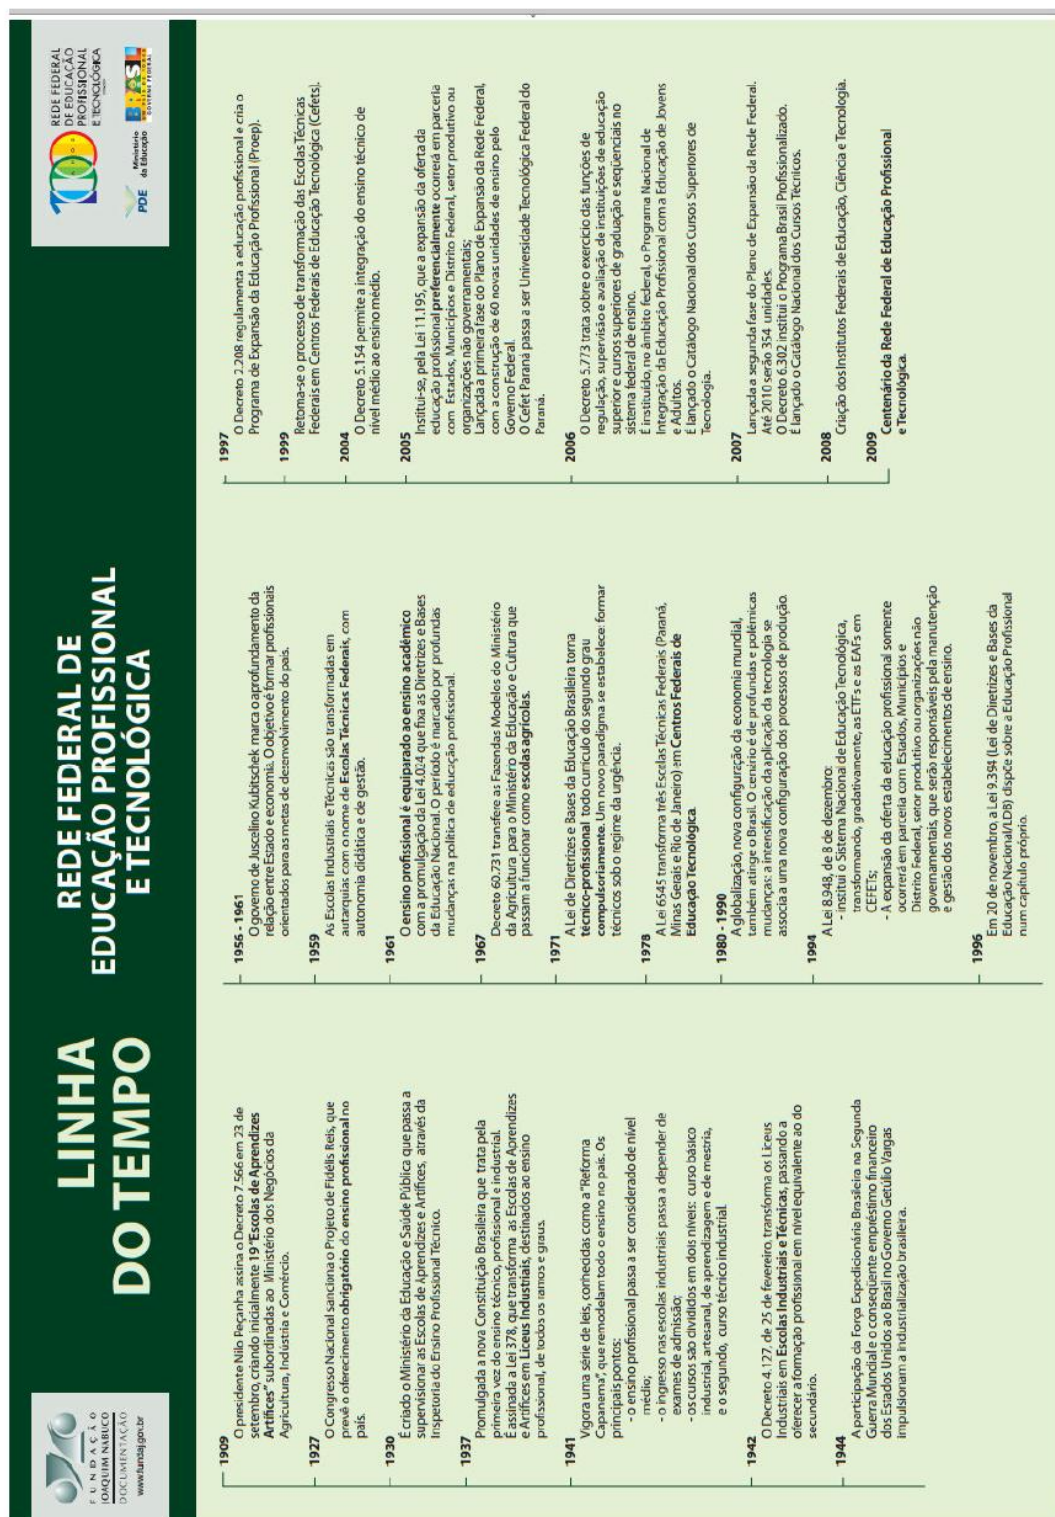 FUNDAÇÃO
JOAQUIM NABUCO
DOCUMENTAÇÃO
www.fundaj.gov.br
LINHA
DO TEMPO
REDE FEDERAL DE
EDUCAÇÃO PROFISSIONAL
E TECNOLÓGICA
100
ANOS
REDE FEDERAL
DE EDUCAÇÃO
PROFISSIONAL
E TECNOLÓGICA
PDE
Ministério
da Educação
BRASIL
GOVERNO FEDERAL
1909
O presidente Nilo Peçanha assina o Decreto 7.566 em 23 de
setembro, criando inicialmente 19 "Escolas de Aprendizes
Artífices" subordinadas ao Ministério dos Negócios da
Agricultura, Indústria e Comércio.
1927
O Congresso Nacional sanciona o Projeto de Fidélis Reis, que
prevê o oferecimento obrigatório do ensino profissional no
país.
1930
É criado o Ministério da Educação e Saúde Pública que passa a
supervisionar as Escolas de Aprendizes e Artífices, através da
Inspetoria do Ensino Profissional Técnico.
1937
Promulgada a nova Constituição Brasileira que trata pela
primeira vez do ensino técnico, profissional e industrial.
É assinada a Lei 378, que transforma as Escolas de Aprendizes
e Artífices em Liceus Industriais, destinados ao ensino
profissional, de todos os ramos e graus.
1941
Vigora uma série de leis, conhecidas como a "Reforma
Capanema", que remodelam todo o ensino no país. Os
principais pontos:
- o ensino profissional passa a ser considerado de nível
médio;
- o ingresso nas escolas industriais passa a depender de
exames de admissão;
- os cursos são divididos em dois níveis: curso básico
industrial, artesanal, de aprendizagem e de mestria,
e o segundo, curso técnico industrial.
1942
O Decreto 4.127, de 25 de fevereiro, transforma os Liceus
Industriais em Escolas Industriais e Técnicas, passando a
oferecer a formação profissional em nível equivalente ao do
secundário.
1944
A participação da Força Expedicionária Brasileira na Segunda
Guerra Mundial e o conseqüente empréstimo financeiro
dos Estados Unidos ao Brasil no Governo Getúlio Vargas
impulsionam a industrialização brasileira.
1956 - 1961
O governo de Juscelino Kubitschek marca o aprofundamento da
relação entre Estado e economia. O objetivo é formar profissionais
orientados para as metas de desenvolvimento do país.
1959
As Escolas Industriais e Técnicas são transformadas em
autarquias com o nome de Escolas Técnicas Federais, com
autonomia didática e de gestão.
1961
O ensino profissional é equiparado ao ensino acadêmico
com a promulgação da Lei 4.024 que fixa as Diretrizes e Bases
da Educação Nacional. O período é marcado por profundas
mudanças na política de educação profissional.
1967
Decreto 60.731 transfere as Fazendas Modelos do Ministério
da Agricultura para o Ministério da Educação e Cultura que
passam a funcionar como escolas agrícolas.
1971
A Lei de Diretrizes e Bases da Educação Brasileira torna
técnico-profissional todo currículo do segundo grau
compulsoriamente. Um novo paradigma se estabelece: formar
técnicos sob o regime da urgência.
1978
A Lei 6545 transforma três Escolas Técnicas Federais (Paraná,
Minas Gerais e Rio de Janeiro) em Centros Federais de
Educação Tecnológica.
1980 - 1990
A globalização, nova configuração da economia mundial,
também atinge o Brasil. O cenário é de profundas e polêmicas
mudanças: a intensificação da aplicação da tecnologia se
associa a uma nova configuração dos processos de produção.
1994
A Lei 8.948, de 8 de dezembro:
- Institui o Sistema Nacional de Educação Tecnológica,
transformando, gradativamente, as ETFs e as EAFs em
CEFETs;
- A expansão da oferta da educação profissional somente
ocorrerá em parceria com Estados, Municípios e
Distrito Federal, setor produtivo ou organizações não
governamentais, que serão responsáveis pela manutenção
e gestão dos novos estabelecimentos de ensino.
1996
Em 20 de novembro, a Lei 9.394 (Lei de Diretrizes e Bases da
Educação Nacional/LDB) dispõe sobre a Educação Profissional
num capítulo próprio.
1997
O Decreto 2.208 regulamenta a educação profissional e cria o
Programa de Expansão da Educação Profissional (Proep).
1999
Retoma-se o processo de transformação das Escolas Técnicas
Federais em Centros Federais de Educação Tecnológica (Cefets).
2004
O Decreto 5.154 permite a integração do ensino técnico de
nível médio ao ensino médio.
2005
Institui-se, pela Lei 11.195, que a expansão da oferta da
educação profissional preferencialmente ocorrerá em parceria
com Estados, Municípios e Distrito Federal, setor produtivo ou
organizações não governamentais;
Lançada a primeira fase do Plano de Expansão da Rede Federal,
com a construção de 60 novas unidades de ensino pelo
Governo Federal.
O Cefet Paraná passa a ser Universidade Tecnológica Federal do
Paraná.
2006
O Decreto 5.773 trata sobre o exercício das funções de
regulação, supervisão e avaliação de instituições de educação
superior e cursos superiores de graduação e seqüenciais no
sistema federal de ensino.
É instituído, no âmbito federal, o Programa Nacional de
Integração da Educação Profissional com a Educação de Jovens
e Adultos.
É lançado o Catálogo Nacional dos Cursos Superiores de
Tecnologia.
2007
Lançada a segunda fase do Plano de Expansão da Rede Federal.
Até 2010 serão 354 unidades.
O Decreto 6.302 institui o Programa Brasil Profissionalizado.
É lançado o Catálogo Nacional dos Cursos Técnicos.
2008
Criação dos Institutos Federais de Educação, Ciência e Tecnologia.
2009
Centenário da Rede Federal de Educação Profissional
e Tecnológica.